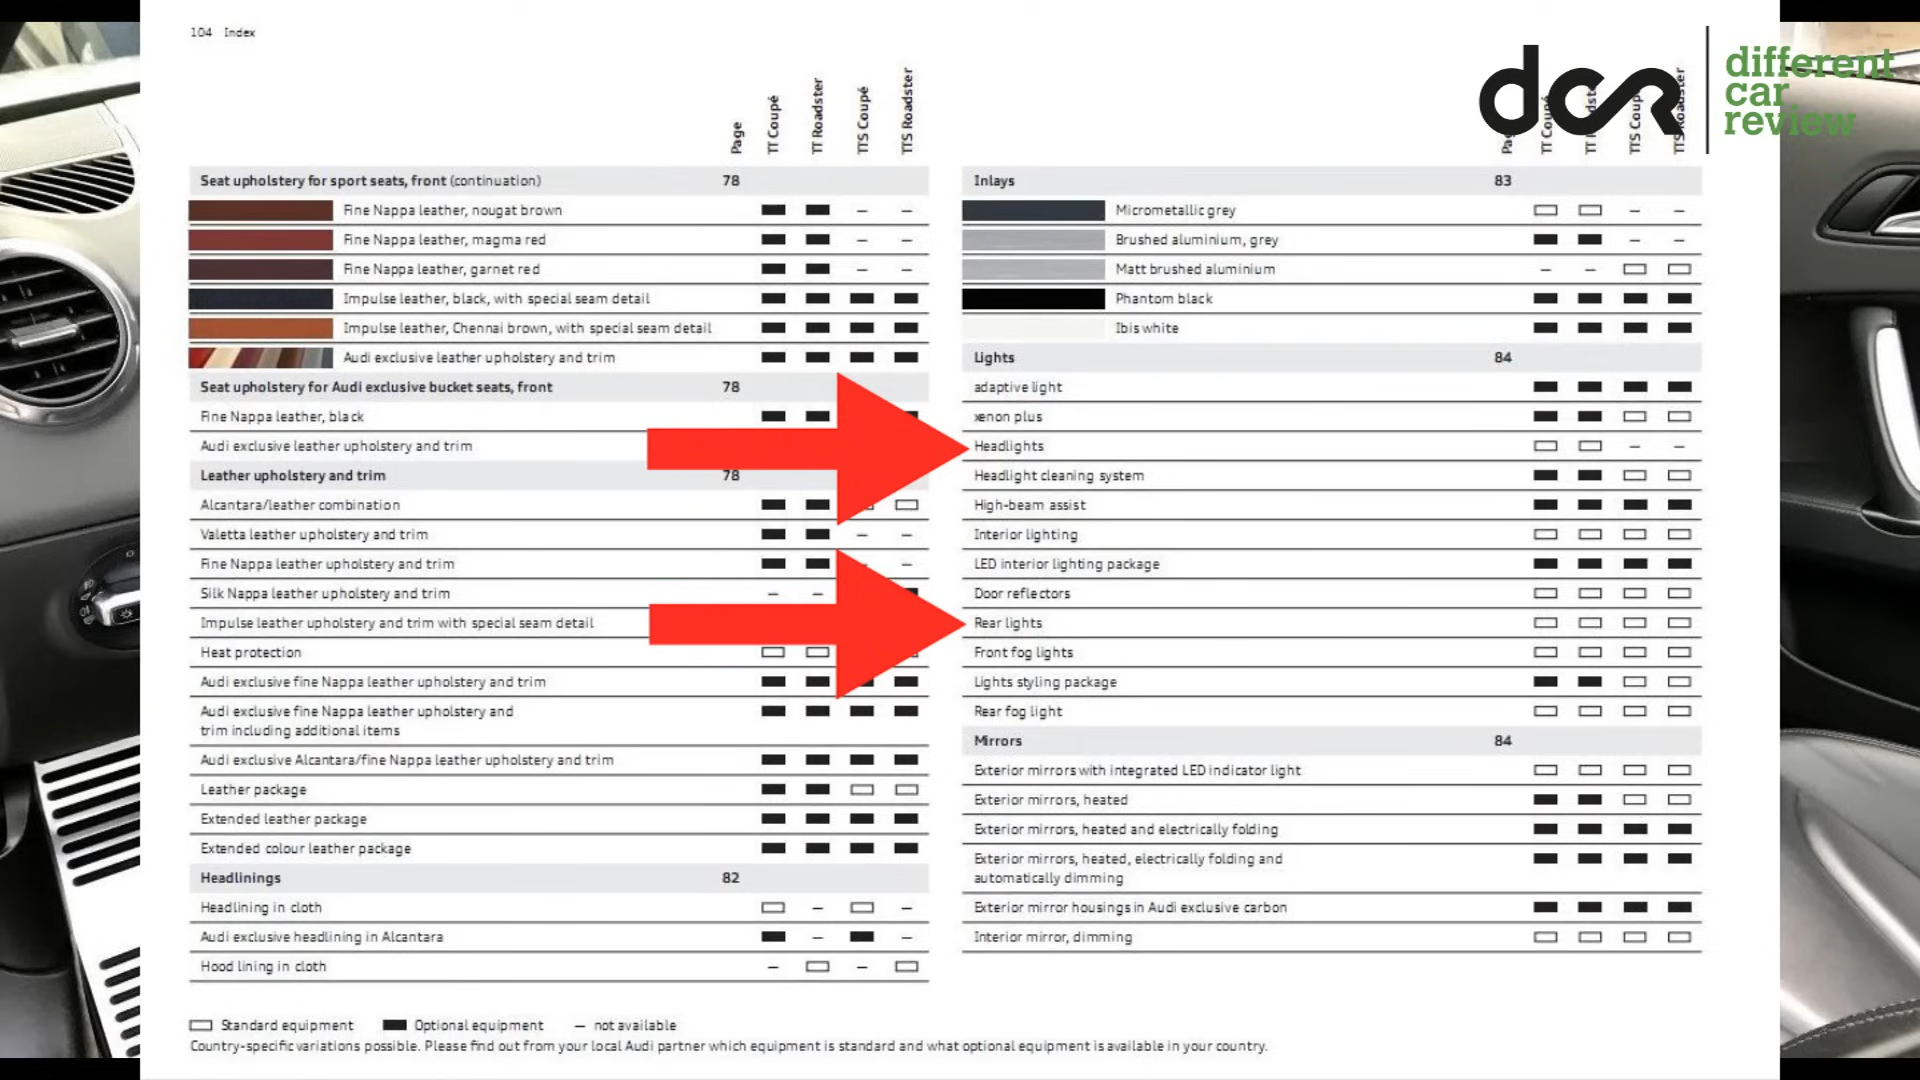 104 Index
Page
TT Coupé
TT Roadster
TTS Coupé
TTS Roadster
Seat upholstery for sport seats, front (continuation) 78
Fine Nappa leather, nougat brown – –
Fine Nappa leather, magma red – –
Fine Nappa leather, garnet red – –
Impulse leather, black, with special seam detail
Impulse leather, Chennai brown, with special seam detail
Audi exclusive leather upholstery and trim
Seat upholstery for Audi exclusive bucket seats, front 78
Fine Nappa leather, black
Audi exclusive leather upholstery and trim
Leather upholstery and trim 78
Alcantara/leather combination
Valetta leather upholstery and trim – –
Fine Nappa leather upholstery and trim –
Silk Nappa leather upholstery and trim – –
Impulse leather upholstery and trim with special seam detail
Heat protection
Audi exclusive fine Nappa leather upholstery and trim
Audi exclusive fine Nappa leather upholstery and
trim including additional items
Audi exclusive Alcantara/fine Nappa leather upholstery and trim
Leather package
Extended leather package
Extended colour leather package
Headlinings 82
Headlining in cloth – –
Audi exclusive headlining in Alcantara – –
Hood lining in cloth – –
TT Coupé
Inlays 83
Micrometallic grey – –
Brushed aluminium, grey – –
Matt brushed aluminium – –
Phantom black
Ibis white
Lights 84
adaptive light
xenon plus
Headlights – –
Headlight cleaning system
High-beam assist
Interior lighting
LED interior lighting package
Door reflectors
Rear lights
Front fog lights
Lights styling package
Rear fog light
Mirrors 84
Exterior mirrors with integrated LED indicator light
Exterior mirrors, heated
Exterior mirrors, heated and electrically folding
Exterior mirrors, heated, electrically folding and
automatically dimming
Exterior mirror housings in Audi exclusive carbon
Interior mirror, dimming
Standard equipment Optional equipment – not available
Country-specific variations possible. Please find out from your local Audi partner which equipment is standard and what optional equipment is available in your country.
dcr
different
car
review